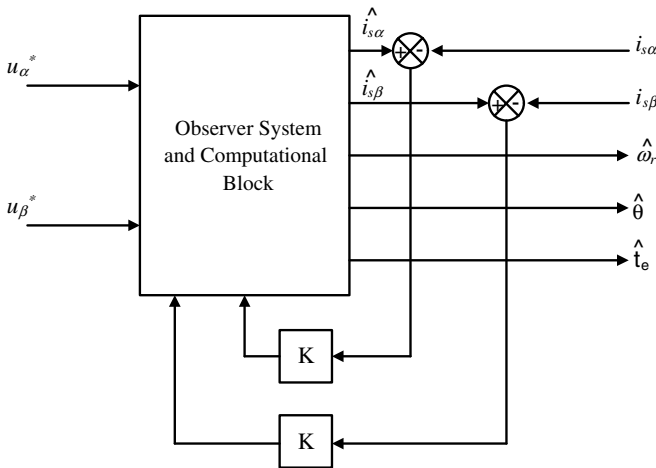 î_sα
+ -
i_sα
u_α*
î_sβ
+ -
i_sβ
Observer System
and Computational
Block
ω̂_r
u_β*
θ̂
t̂_e
K
K